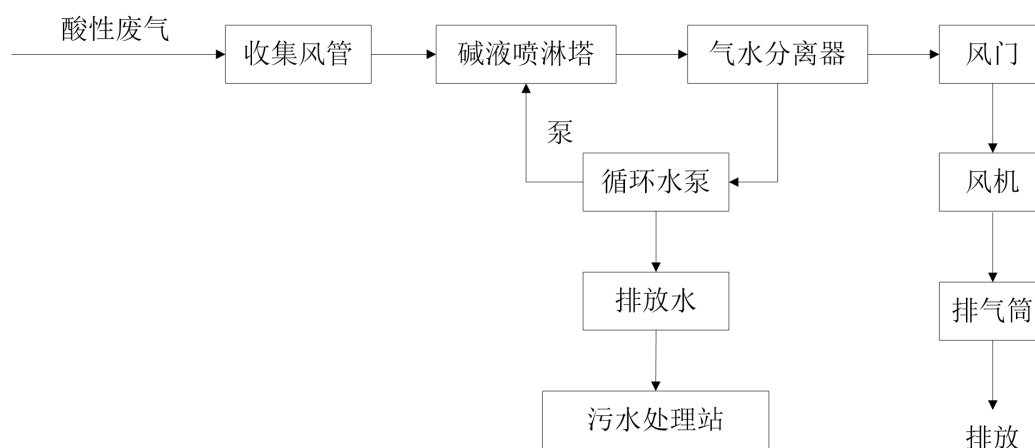 酸性废气
收集风管
碱液喷淋塔
气水分离器
风门
泵
循环水泵
风机
排放水
排气筒
污水处理站
排放